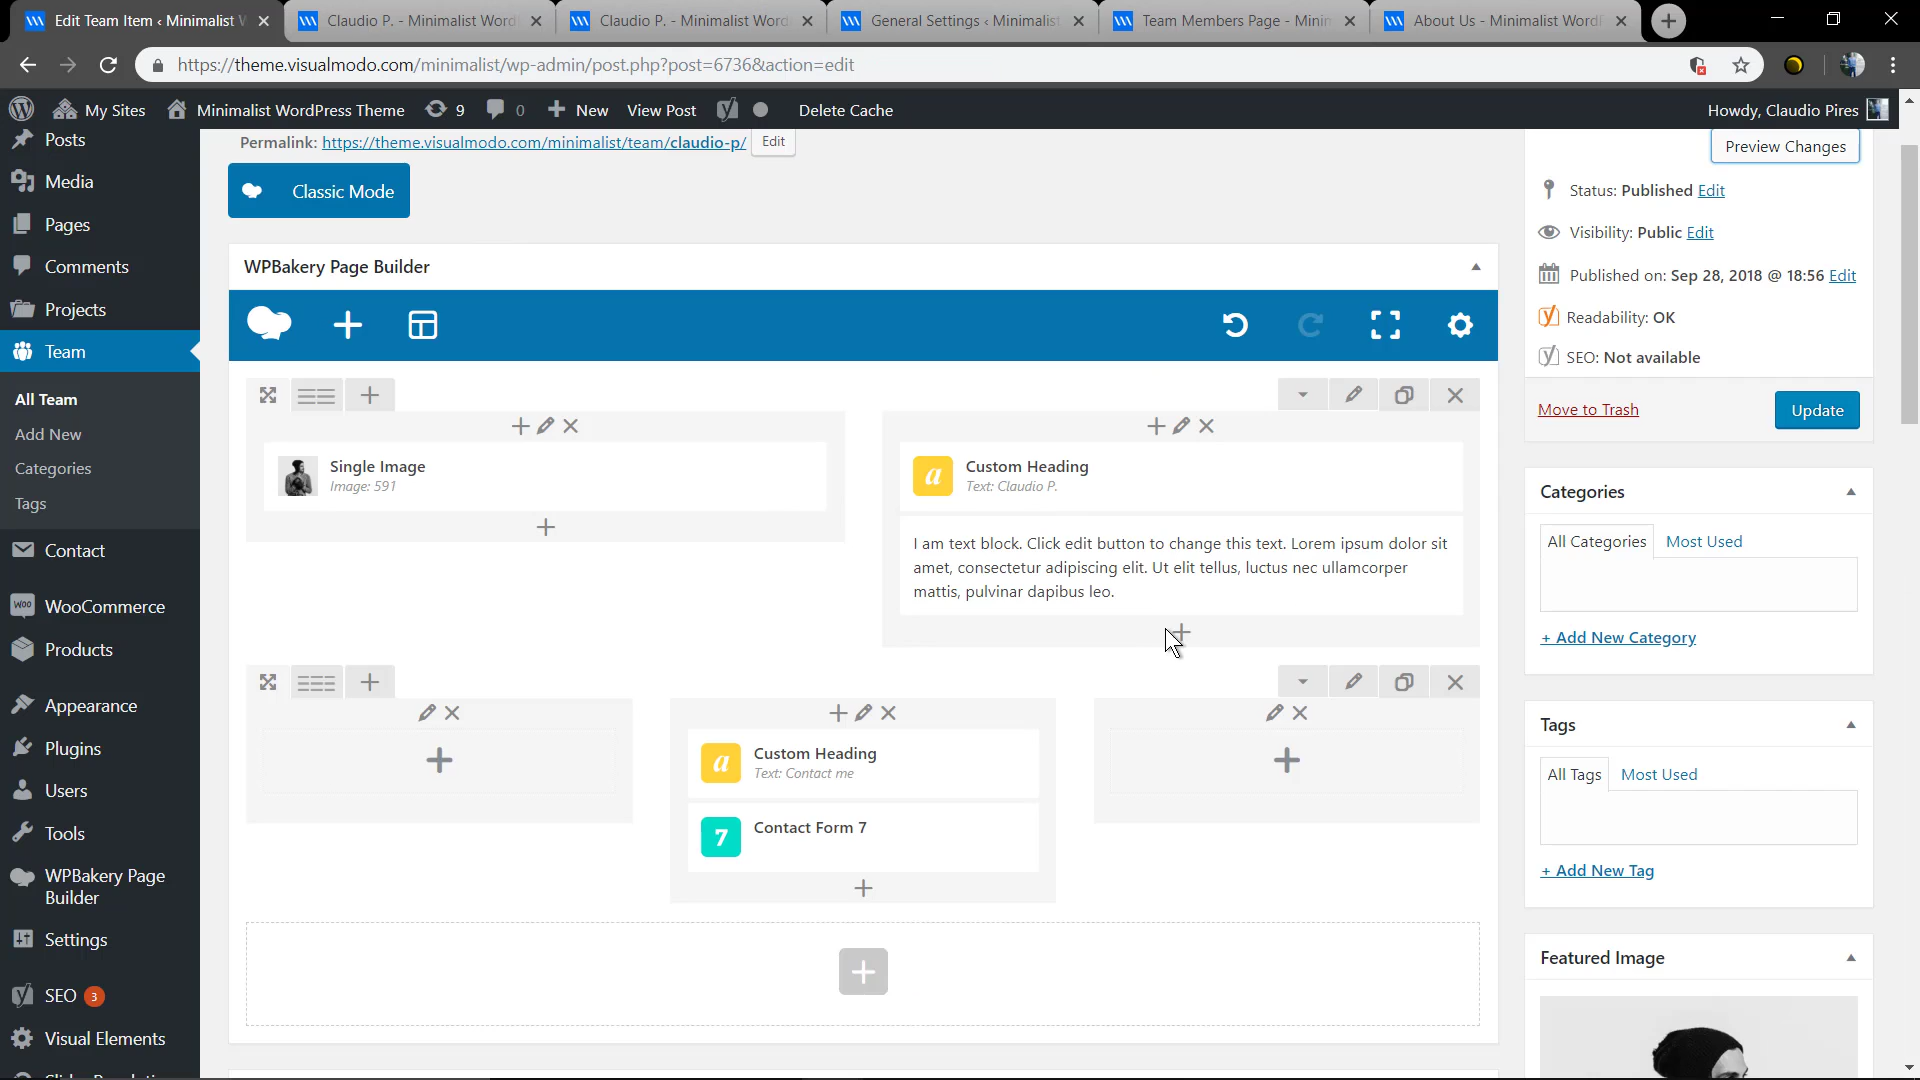 Edit Team Item ‹ Minimalist W
Claudio P. - Minimalist Word
Claudio P. - Minimalist Word
General Settings ‹ Minimalist
Team Members Page - Minim
About Us - Minimalist WordP
https://theme.visualmodo.com/minimalist/wp-admin/post.php?post=6736&action=edit
My Sites
Minimalist WordPress Theme
9
0
New
View Post
Delete Cache
Howdy, Claudio Pires
Posts
Media
Pages
Comments
Projects
Team
All Team
Add New
Categories
Tags
Contact
WooCommerce
Products
Appearance
Plugins
Users
Tools
WPBakery Page
Builder
Settings
SEO 3
Visual Elements
Permalink: https://theme.visualmodo.com/minimalist/team/claudio-p/ Edit
Classic Mode
WPBakery Page Builder
Single Image
Image: 591
a
Custom Heading
Text: Claudio P.
I am text block. Click edit button to change this text. Lorem ipsum dolor sit
amet, consectetur adipiscing elit. Ut elit tellus, luctus nec ullamcorper
mattis, pulvinar dapibus leo.
a
Custom Heading
Text: Contact me
7
Contact Form 7
Preview Changes
Status: Published Edit
Visibility: Public Edit
Published on: Sep 28, 2018 @ 18:56 Edit
Readability: OK
SEO: Not available
Move to Trash
Update
Categories
All Categories
Most Used
+ Add New Category
Tags
All Tags
Most Used
+ Add New Tag
Featured Image